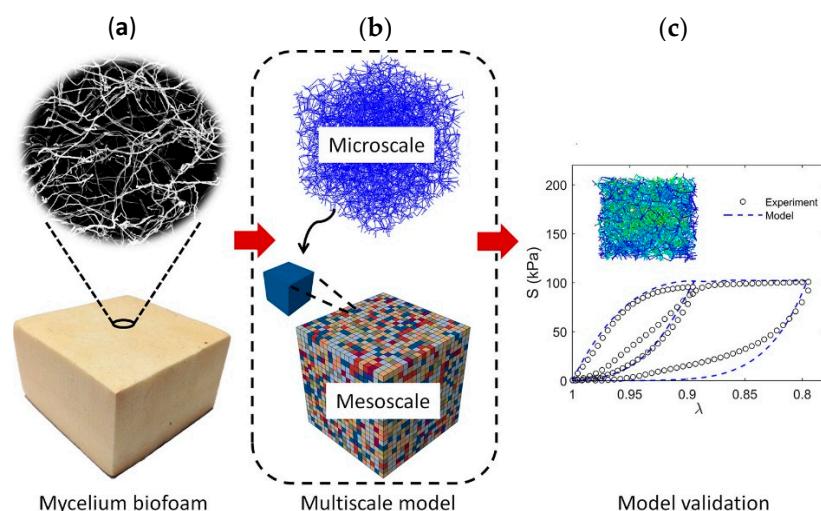 (a)
(b)
(c)
Microscale
Mesoscale
200
150
100
50
0
S (kPa)
Experiment
Model
1
0.95
0.9
0.85
0.8
λ
Mycelium biofoam
Multiscale model
Model validation